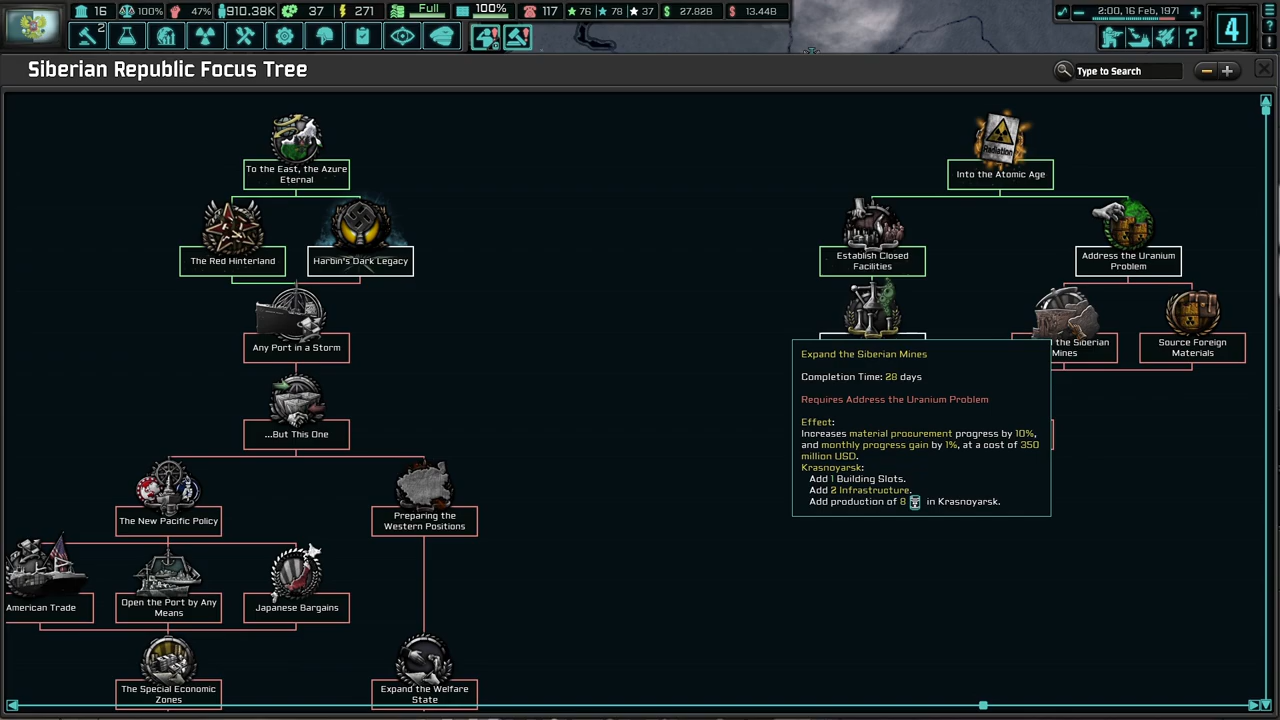 16 100% 47% 910.38K 37 271 Full 100% 117 76 78 37 27.82B 13.44B 2:00, 16 Feb, 1971
2
4
Siberian Republic Focus Tree
Type to Search
Radiation
To the East, the Azure
Eternal
Into the Atomic Age
The Red Hinterland
Harbin's Dark Legacy
Establish Closed
Facilities
Address the Uranium
Problem
Any Port in a Storm
the Siberian
Mines
Source Foreign
Materials
Expand the Siberian Mines
Completion Time: 28 days
Requires Address the Uranium Problem
Effect:
Increases material procurement progress by 10%,
and monthly progress gain by 1%, at a cost of 350
million USD.
Krasnoyarsk:
Add 1 Building Slots.
Add 2 Infrastructure.
Add production of 8 in Krasnoyarsk.
...But This One
The New Pacific Policy
Preparing the
Western Positions
American Trade
Open the Port by Any
Means
Japanese Bargains
The Special Economic
Zones
Expand the Welfare
State